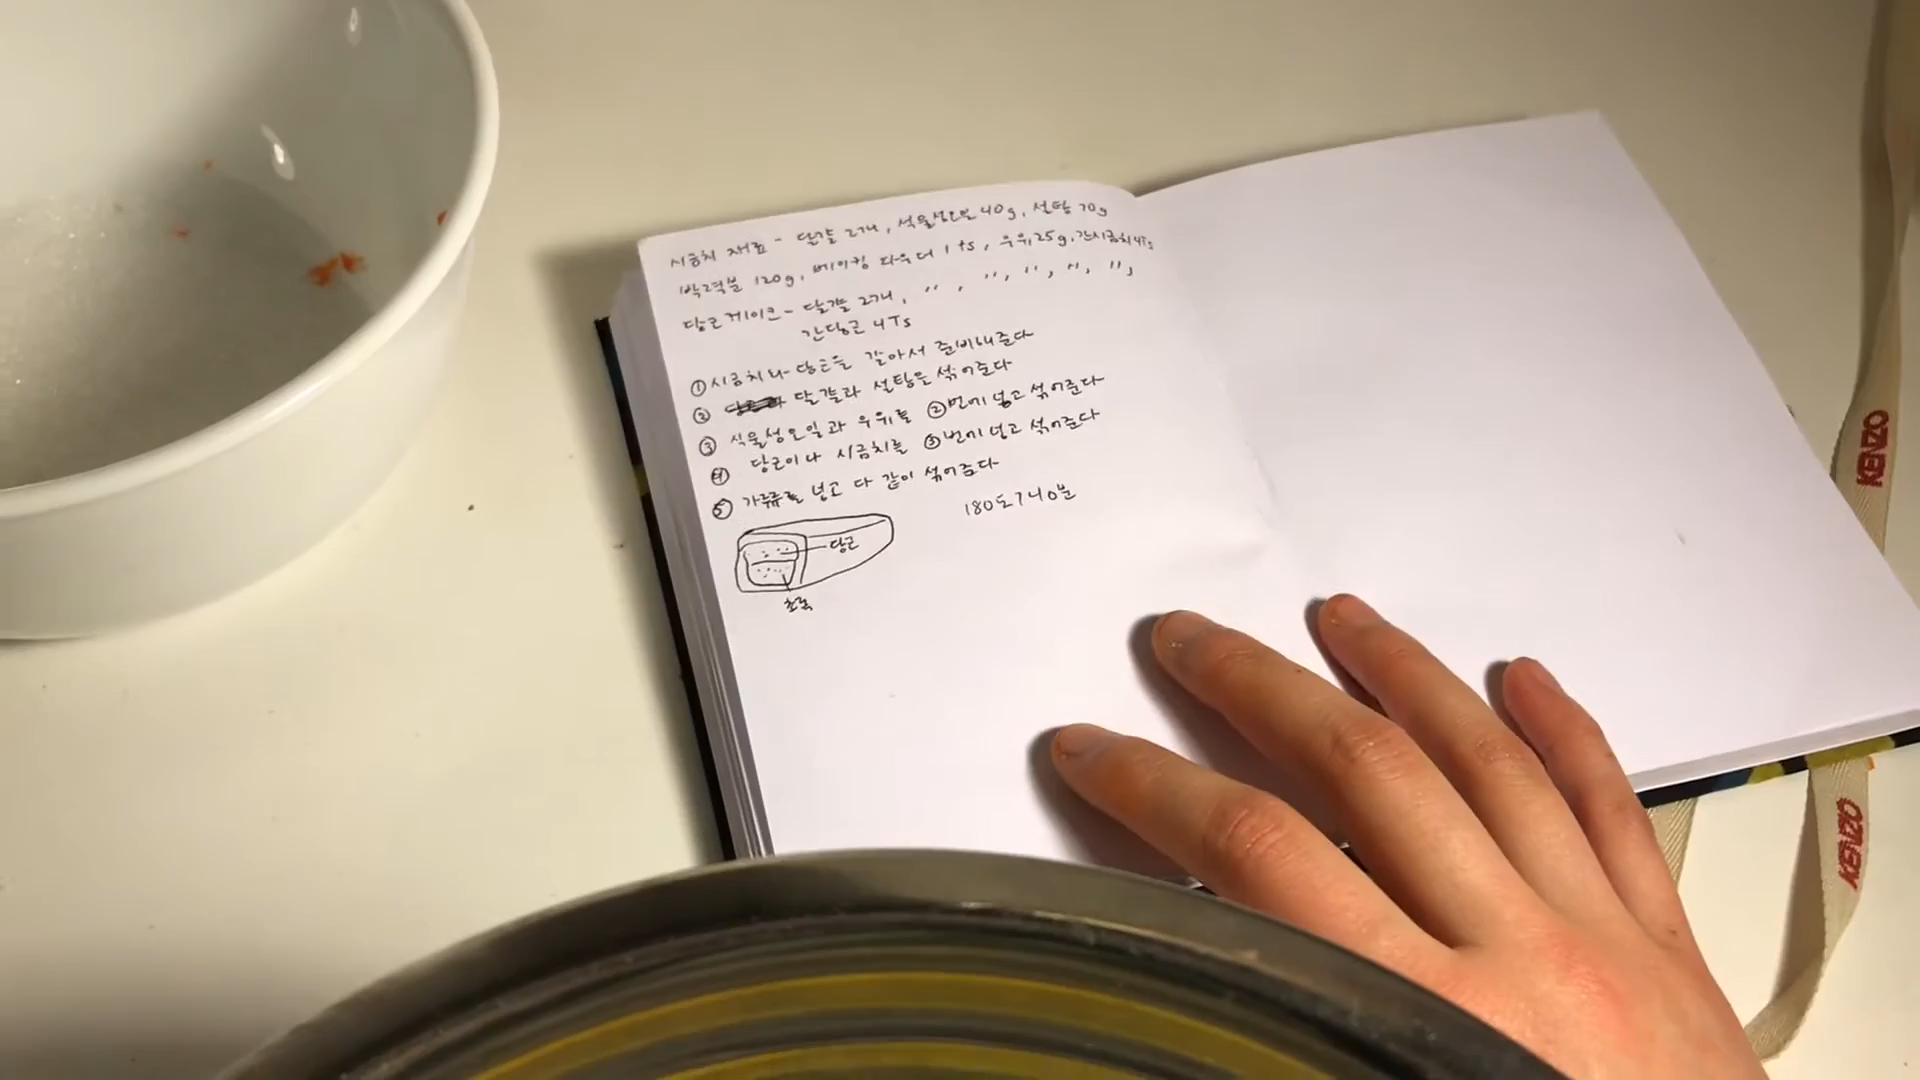 시금치 재료 - 달걀 2개, 식물성오일 40g, 설탕 70g
박력분 120g, 베이킹 파우더 1ts, 우유 25g, 간시금치 4Ts
당근케이크 - 달걀 2개, 〃, 〃, 〃, 〃, 〃,
간당근 4Ts
① 시금치와 당근을 갈아서 준비해준다
② 달걀과 설탕을 섞어준다
③ 식물성오일과 우유를 ②번에 넣고 섞어준다
④ 당근이나 시금치를 ③번에 넣고 섞어준다
⑤ 가루류를 넣고 다 같이 섞어준다
180도 40분
당근
초록
KENZO
KENZO